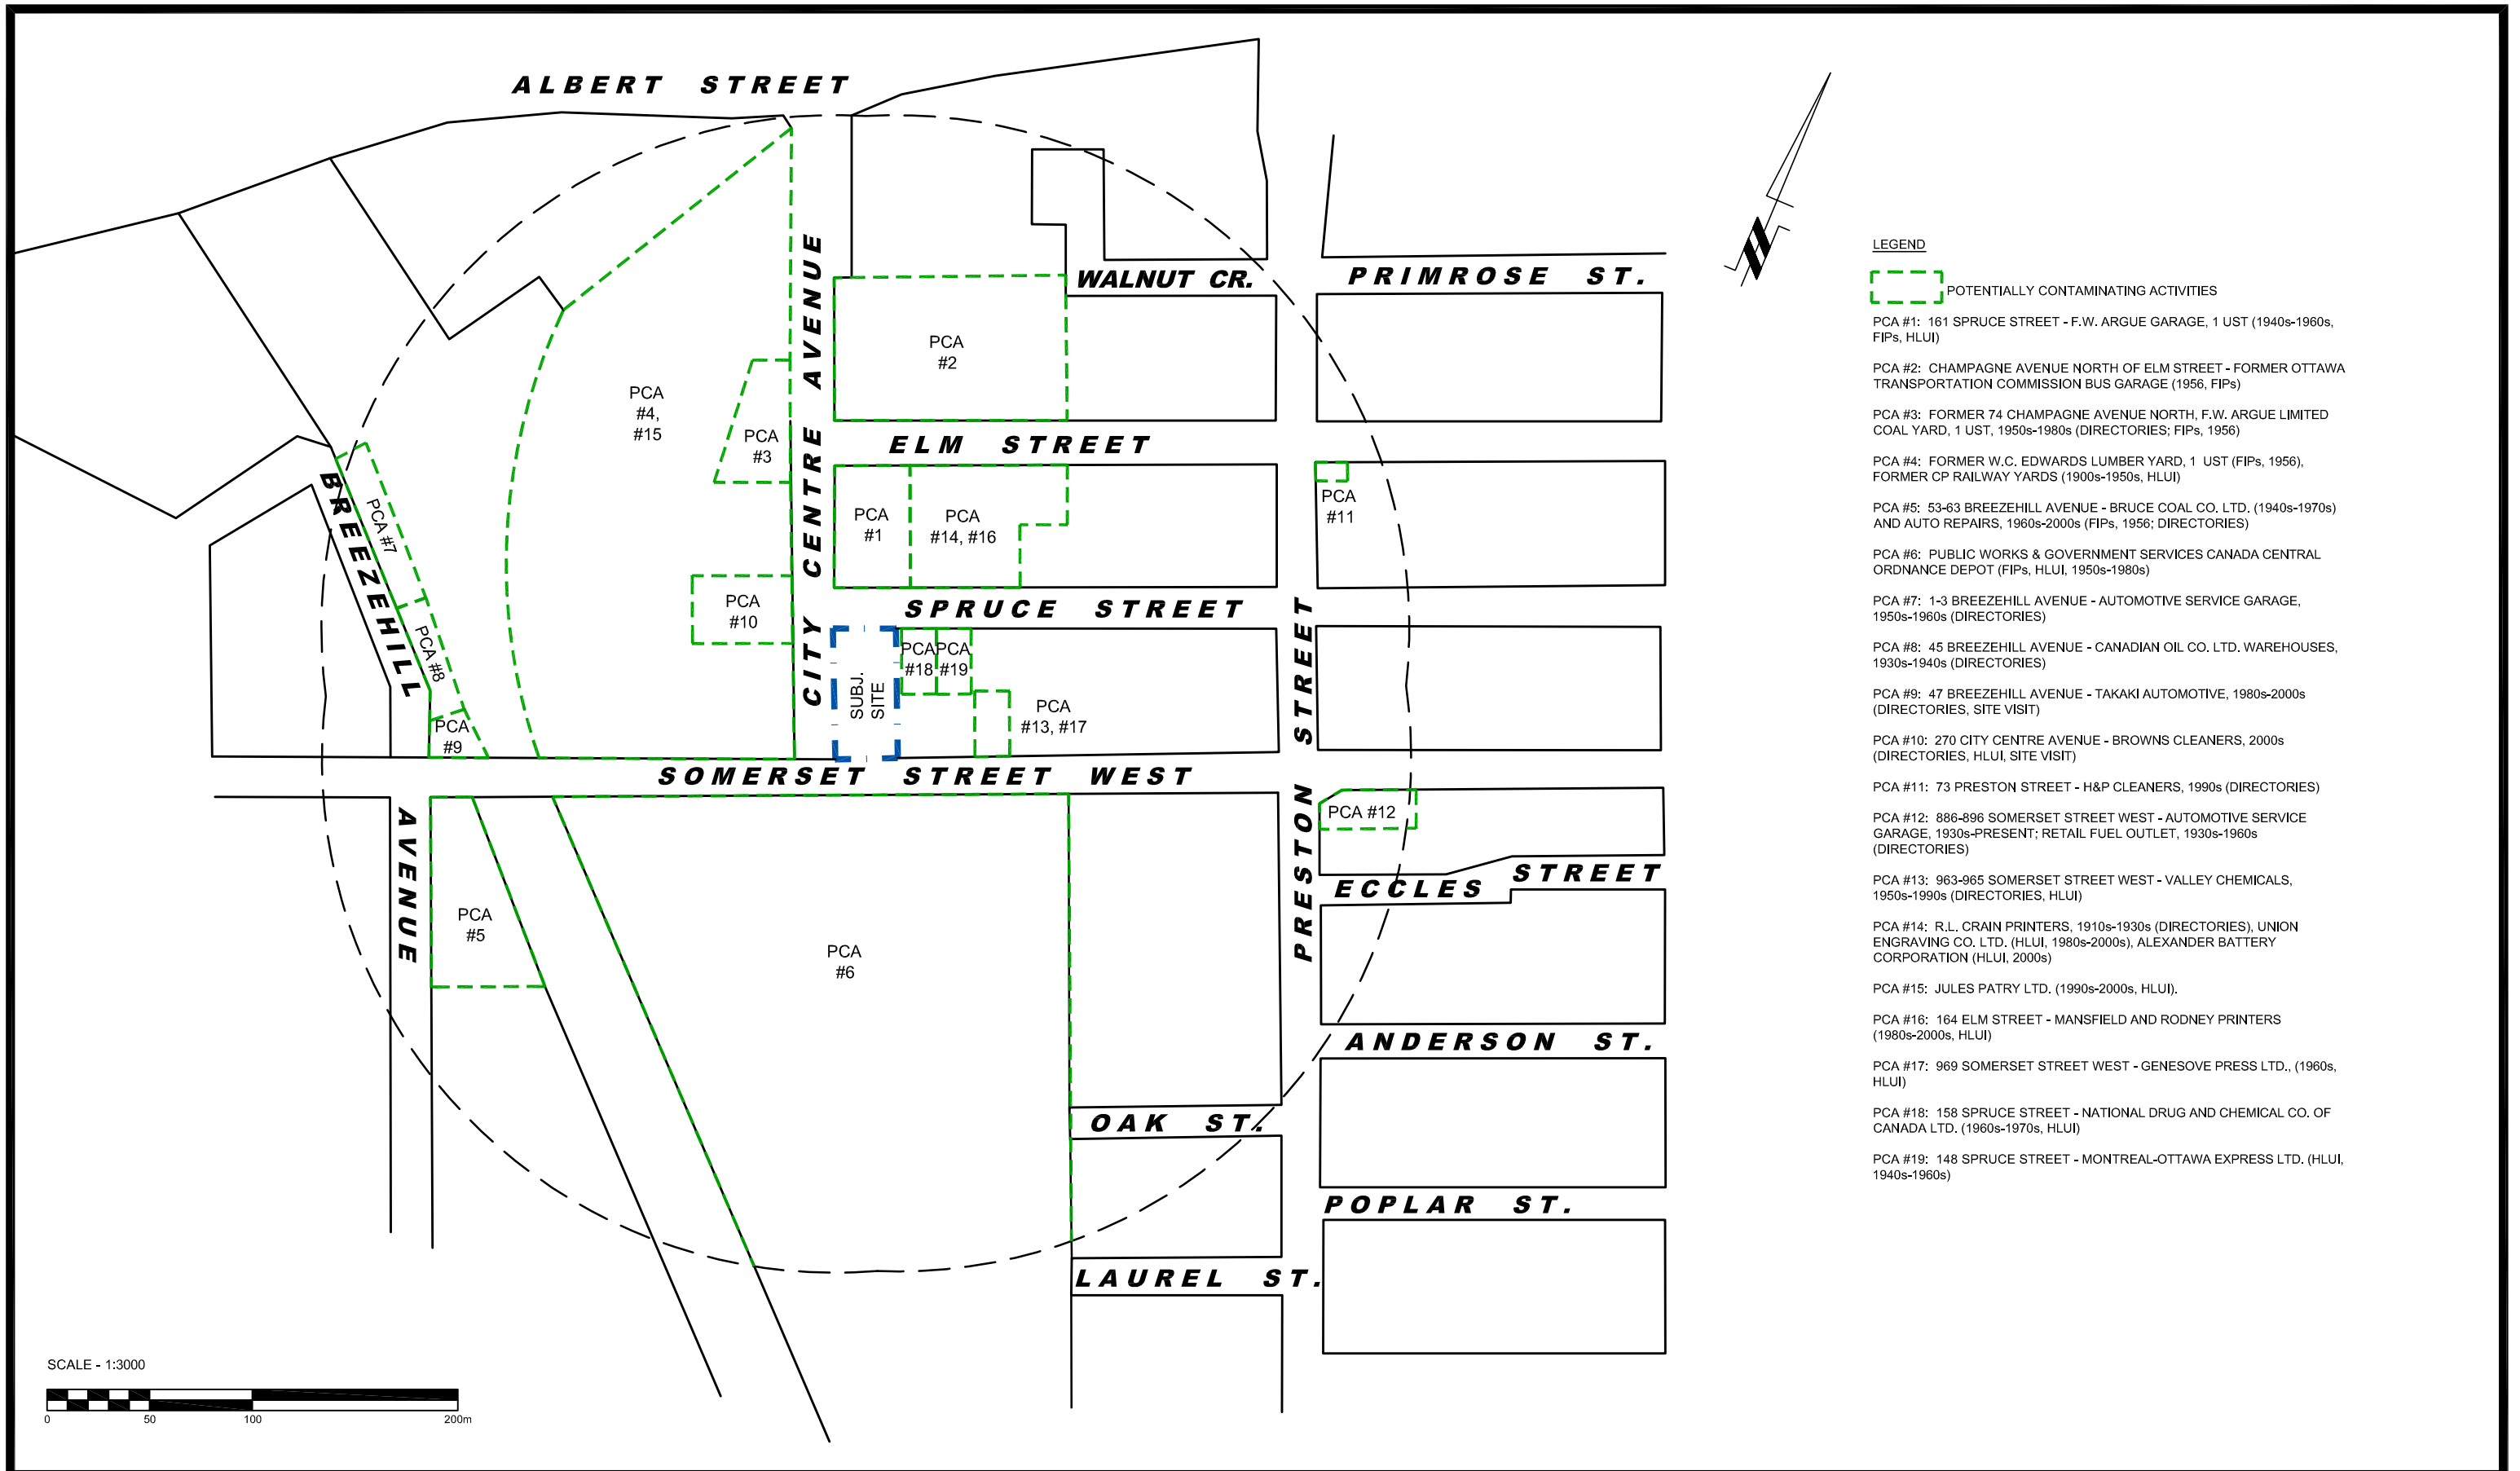 ALBERT STREET
CITY CENTRE AVENUE
WALNUT CR.
PRIMROSE ST.
PCA
#2
PCA
#4,
#15
PCA
#3
ELM STREET
BREEZEHILL
AVENUE
PCA #7
PCA #8
PCA
#9
PCA
#1
PCA
#14, #16
PCA
#11
PCA
#10
SPRUCE STREET
SUBJ.
SITE
PCA
#18
PCA
#19
PCA
#13, #17
PRESTON STREET
SOMERSET STREET WEST
PCA #12
ECCLES STREET
PCA
#5
PCA
#6
ANDERSON ST.
OAK ST.
POPLAR ST.
LAUREL ST.
SCALE - 1:3000
0 50 100 200m
LEGEND
POTENTIALLY CONTAMINATING ACTIVITIES
PCA #1: 161 SPRUCE STREET - F.W. ARGUE GARAGE, 1 UST (1940s-1960s,
FIPs, HLUI)
PCA #2: CHAMPAGNE AVENUE NORTH OF ELM STREET - FORMER OTTAWA
TRANSPORTATION COMMISSION BUS GARAGE (1956, FIPs)
PCA #3: FORMER 74 CHAMPAGNE AVENUE NORTH, F.W. ARGUE LIMITED
COAL YARD, 1 UST, 1950s-1980s (DIRECTORIES; FIPs, 1956)
PCA #4: FORMER W.C. EDWARDS LUMBER YARD, 1 UST (FIPs, 1956),
FORMER CP RAILWAY YARDS (1900s-1950s, HLUI)
PCA #5: 53-63 BREEZEHILL AVENUE - BRUCE COAL CO. LTD. (1940s-1970s)
AND AUTO REPAIRS, 1960s-2000s (FIPs, 1956; DIRECTORIES)
PCA #6: PUBLIC WORKS & GOVERNMENT SERVICES CANADA CENTRAL
ORDNANCE DEPOT (FIPs, HLUI, 1950s-1980s)
PCA #7: 1-3 BREEZEHILL AVENUE - AUTOMOTIVE SERVICE GARAGE,
1950s-1960s (DIRECTORIES)
PCA #8: 45 BREEZEHILL AVENUE - CANADIAN OIL CO. LTD. WAREHOUSES,
1930s-1940s (DIRECTORIES)
PCA #9: 47 BREEZEHILL AVENUE - TAKAKI AUTOMOTIVE, 1980s-2000s
(DIRECTORIES, SITE VISIT)
PCA #10: 270 CITY CENTRE AVENUE - BROWNS CLEANERS, 2000s
(DIRECTORIES, HLUI, SITE VISIT)
PCA #11: 73 PRESTON STREET - H&P CLEANERS, 1990s (DIRECTORIES)
PCA #12: 886-896 SOMERSET STREET WEST - AUTOMOTIVE SERVICE
GARAGE, 1930s-PRESENT; RETAIL FUEL OUTLET, 1930s-1960s
(DIRECTORIES)
PCA #13: 963-965 SOMERSET STREET WEST - VALLEY CHEMICALS,
1950s-1990s (DIRECTORIES, HLUI)
PCA #14: R.L. CRAIN PRINTERS, 1910s-1930s (DIRECTORIES), UNION
ENGRAVING CO. LTD. (HLUI, 1980s-2000s), ALEXANDER BATTERY
CORPORATION (HLUI, 2000s)
PCA #15: JULES PATRY LTD. (1990s-2000s, HLUI).
PCA #16: 164 ELM STREET - MANSFIELD AND RODNEY PRINTERS
(1980s-2000s, HLUI)
PCA #17: 969 SOMERSET STREET WEST - GENESOVE PRESS LTD., (1960s,
HLUI)
PCA #18: 158 SPRUCE STREET - NATIONAL DRUG AND CHEMICAL CO. OF
CANADA LTD. (1960s-1970s, HLUI)
PCA #19: 148 SPRUCE STREET - MONTREAL-OTTAWA EXPRESS LTD. (HLUI,
1940s-1960s)